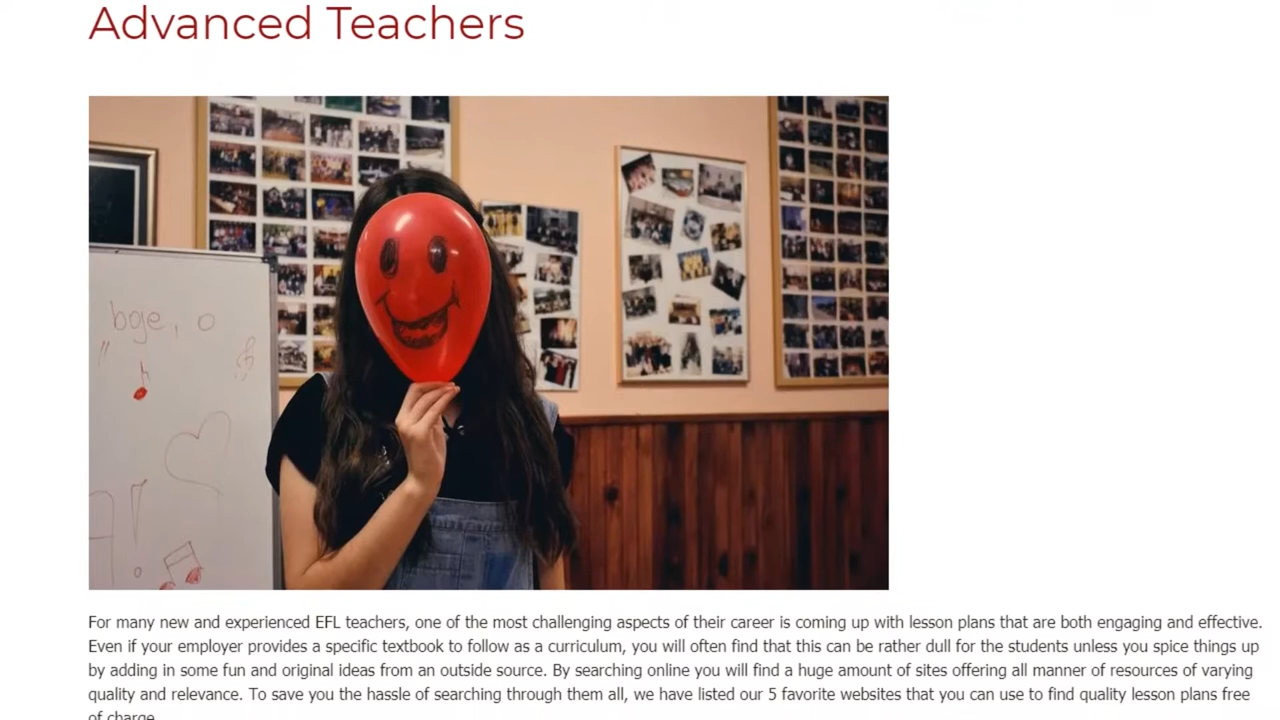 Advanced Teachers
bge, o
For many new and experienced EFL teachers, one of the most challenging aspects of their career is coming up with lesson plans that are both engaging and effective.
Even if your employer provides a specific textbook to follow as a curriculum, you will often find that this can be rather dull for the students unless you spice things up
by adding in some fun and original ideas from an outside source. By searching online you will find a huge amount of sites offering all manner of resources of varying
quality and relevance. To save you the hassle of searching through them all, we have listed our 5 favorite websites that you can use to find quality lesson plans free
of charge